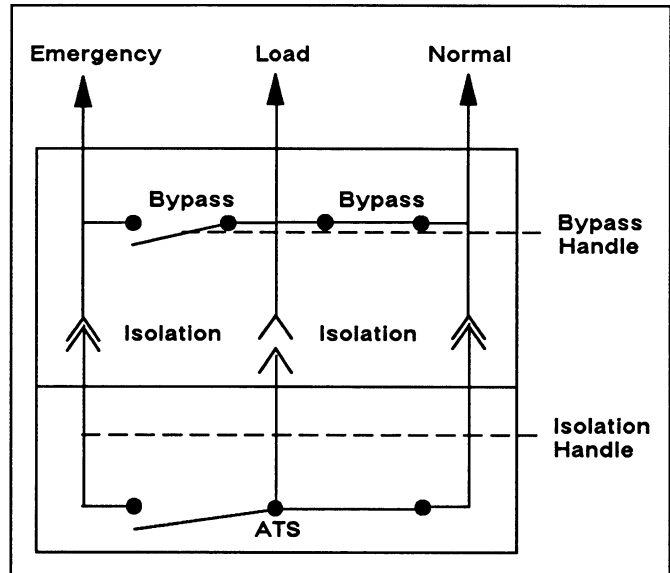 Emergency Load Normal
Bypass Bypass
Bypass
Handle
Isolation Isolation
Isolation
Handle
ATS